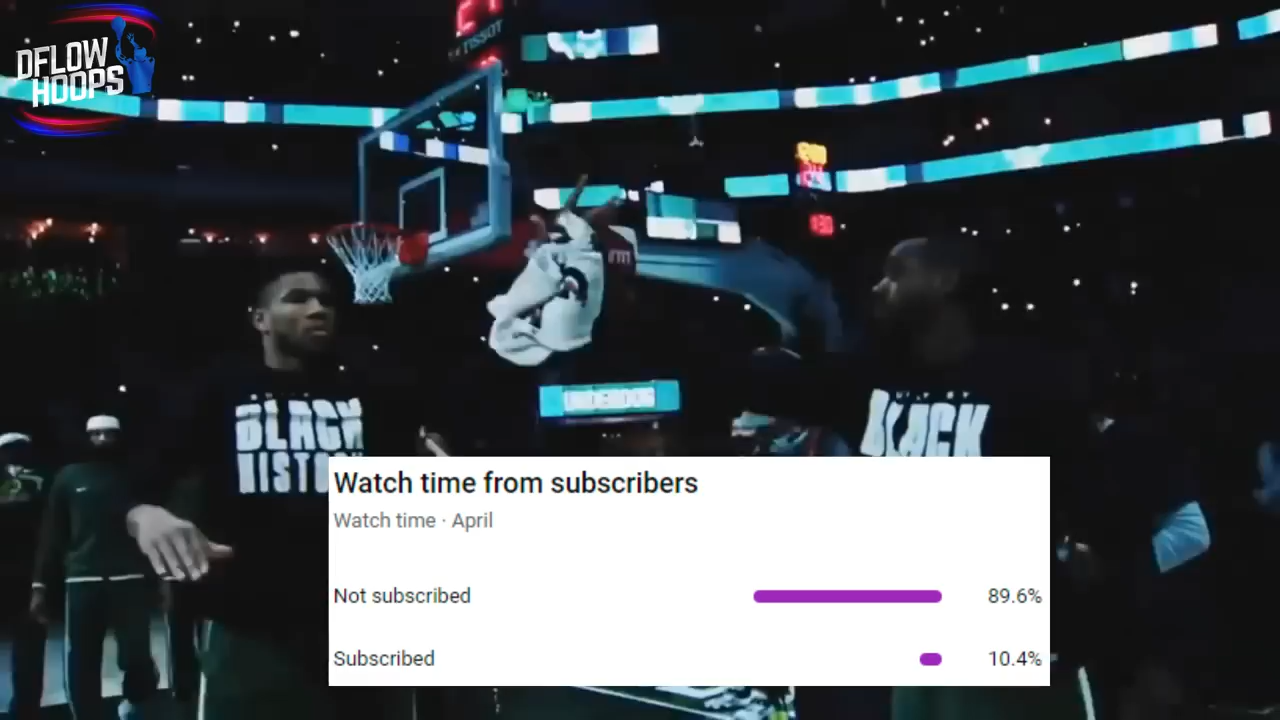 DFLOW
HOOPS
TISSOT
BLACK
HISTO
BLACK
Watch time from subscribers
Watch time · April
Not subscribed
89.6%
Subscribed
10.4%